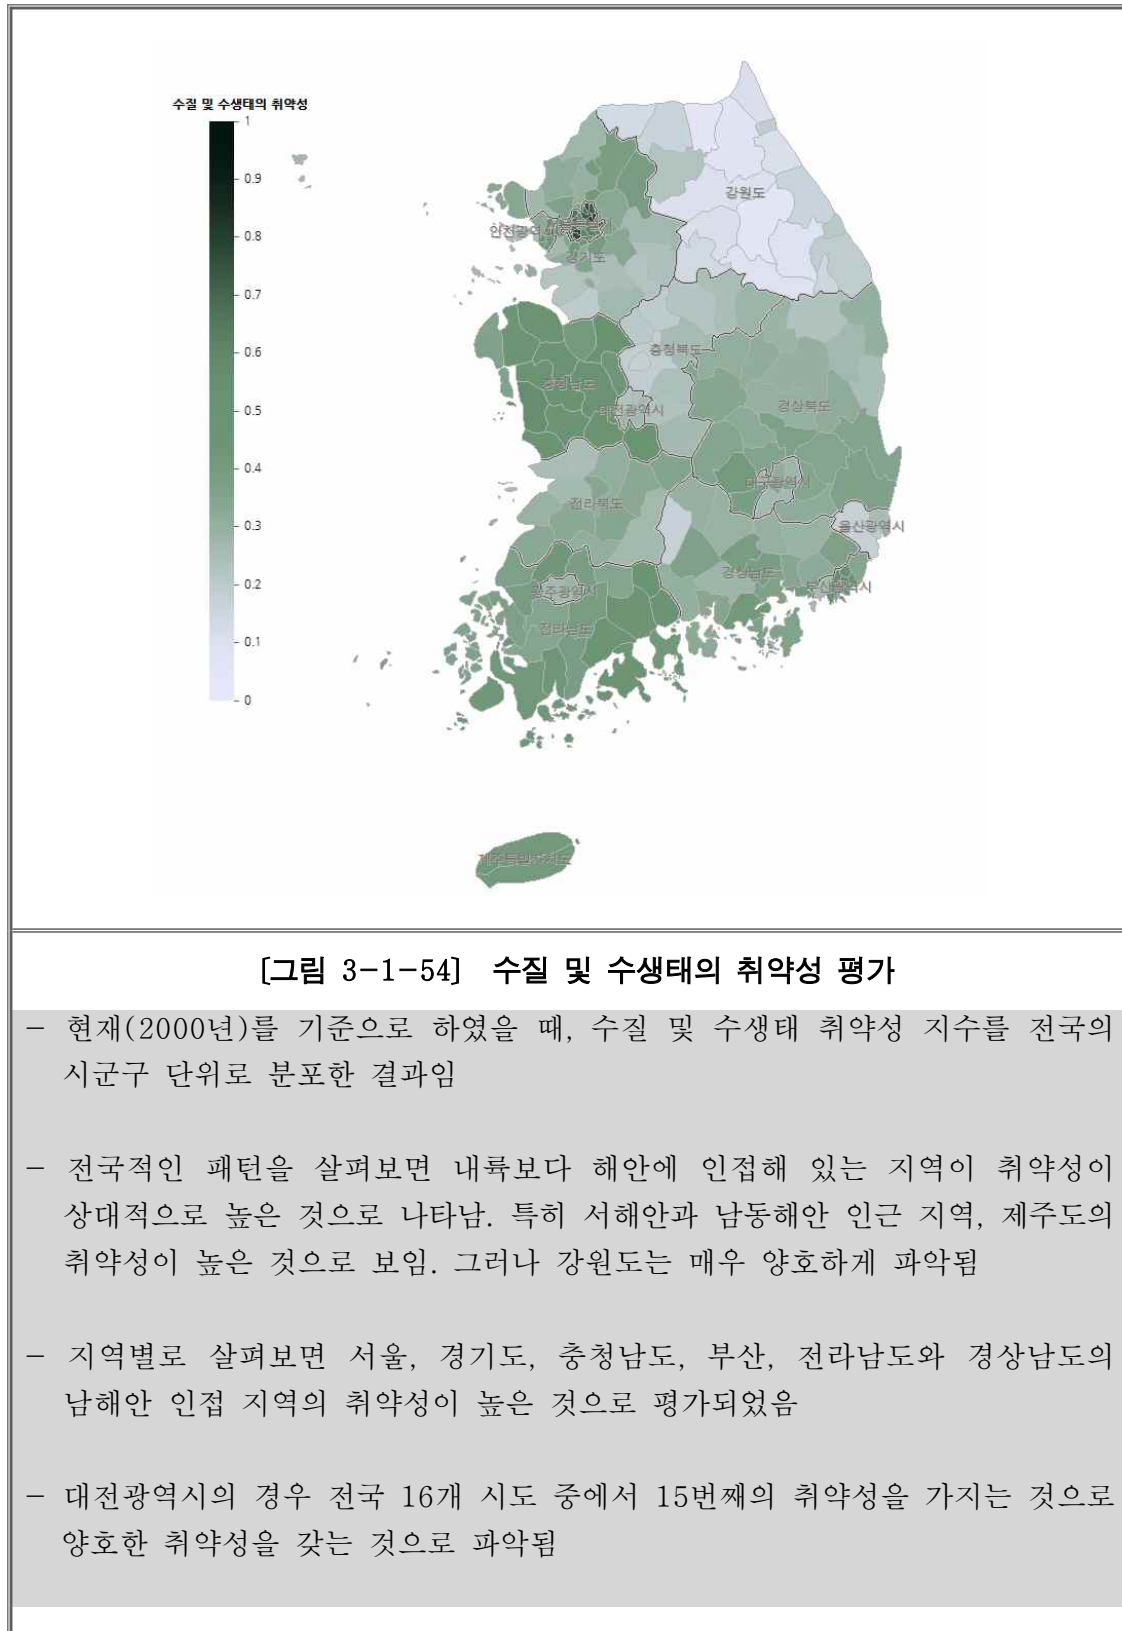 수질 및 수생태의 취약성
1
0.9
0.8
0.7
0.6
0.5
0.4
0.3
0.2
0.1
0
강원도
인천광역시
경기도
충청북도
충청남도
대전광역시
경상북도
대구광역시
전라북도
울산광역시
경상남도
부산광역시
광주광역시
전라남도
제주특별자치도
[그림 3-1-54] 수질 및 수생태의 취약성 평가
- 현재(2000년)를 기준으로 하였을 때, 수질 및 수생태 취약성 지수를 전국의
시군구 단위로 분포한 결과임
- 전국적인 패턴을 살펴보면 내륙보다 해안에 인접해 있는 지역이 취약성이
상대적으로 높은 것으로 나타남. 특히 서해안과 남동해안 인근 지역, 제주도의
취약성이 높은 것으로 보임. 그러나 강원도는 매우 양호하게 파악됨
- 지역별로 살펴보면 서울, 경기도, 충청남도, 부산, 전라남도와 경상남도의
남해안 인접 지역의 취약성이 높은 것으로 평가되었음
- 대전광역시의 경우 전국 16개 시도 중에서 15번째의 취약성을 가지는 것으로
양호한 취약성을 갖는 것으로 파악됨